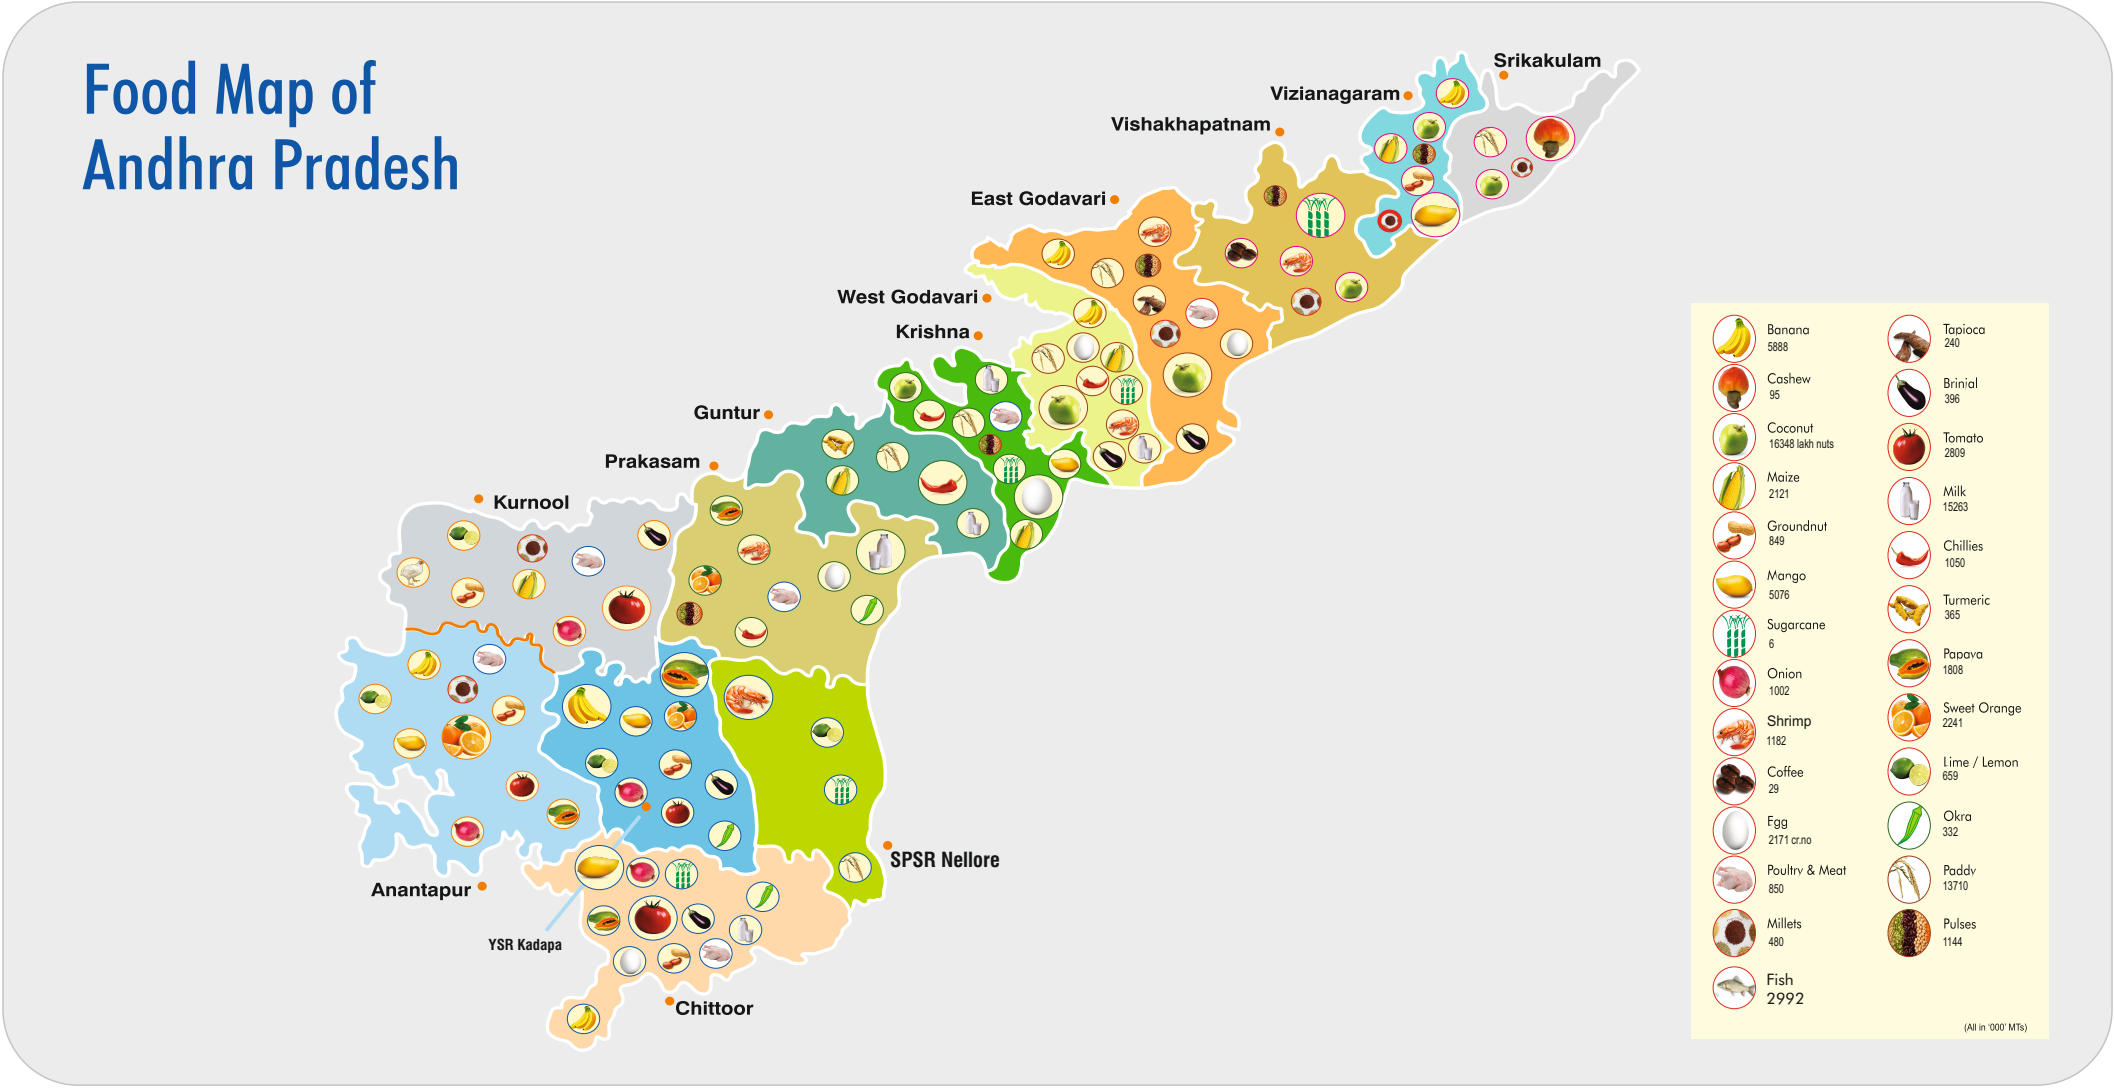 Food Map of
Andhra Pradesh
Srikakulam
Vizianagaram
Vishakhapatnam
East Godavari
West Godavari
Krishna
Guntur
Prakasam
Kurnool
SPSR Nellore
Anantapur
YSR Kadapa
Chittoor
Banana
5888
Cashew
95
Coconut
16348 lakh nuts
Maize
2121
Groundnut
849
Mango
5076
Sugarcane
6
Onion
1002
Shrimp
1182
Coffee
29
Egg
2171 cr.no
Poultry & Meat
850
Millets
480
Fish
2992
Tapioca
240
Brinial
396
Tomato
2809
Milk
15263
Chillies
1050
Turmeric
365
Papava
1808
Sweet Orange
2241
Lime / Lemon
659
Okra
332
Paddv
13710
Pulses
1144
(All in '000' MTs)